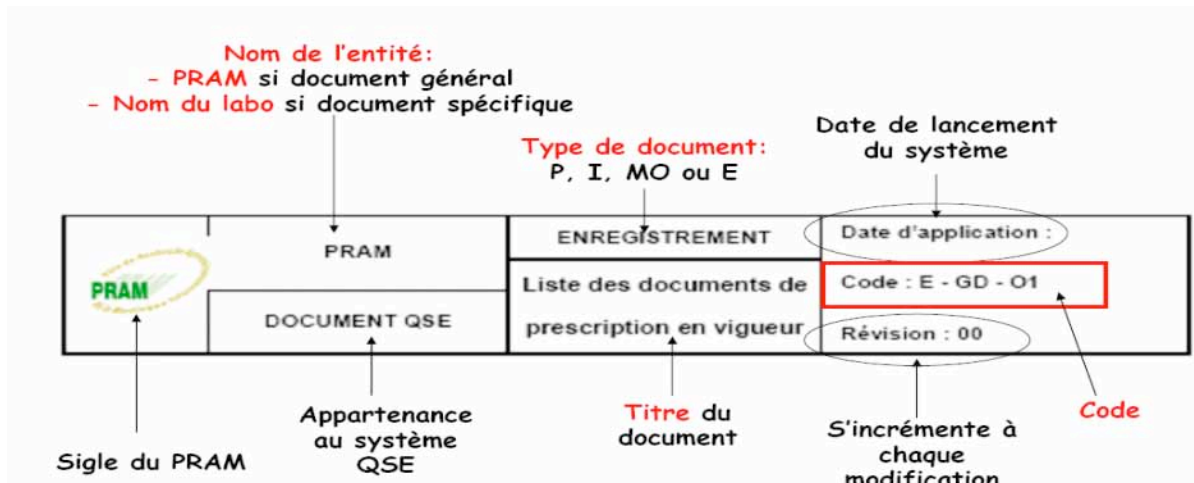 Nom de l'entité:
- PRAM si document général
- Nom du labo si document spécifique
Type de document:
P, I, MO ou E
Date de lancement
du système
PRAM
PRAM
DOCUMENT QSE
ENREGISTREMENT
Liste des documents de
prescription en vigueur
Date d'application :
Code : E - GD - O1
Révision : 00
Sigle du PRAM
Appartenance
au système
QSE
Titre du
document
S'incrémente à
chaque
modification
Code